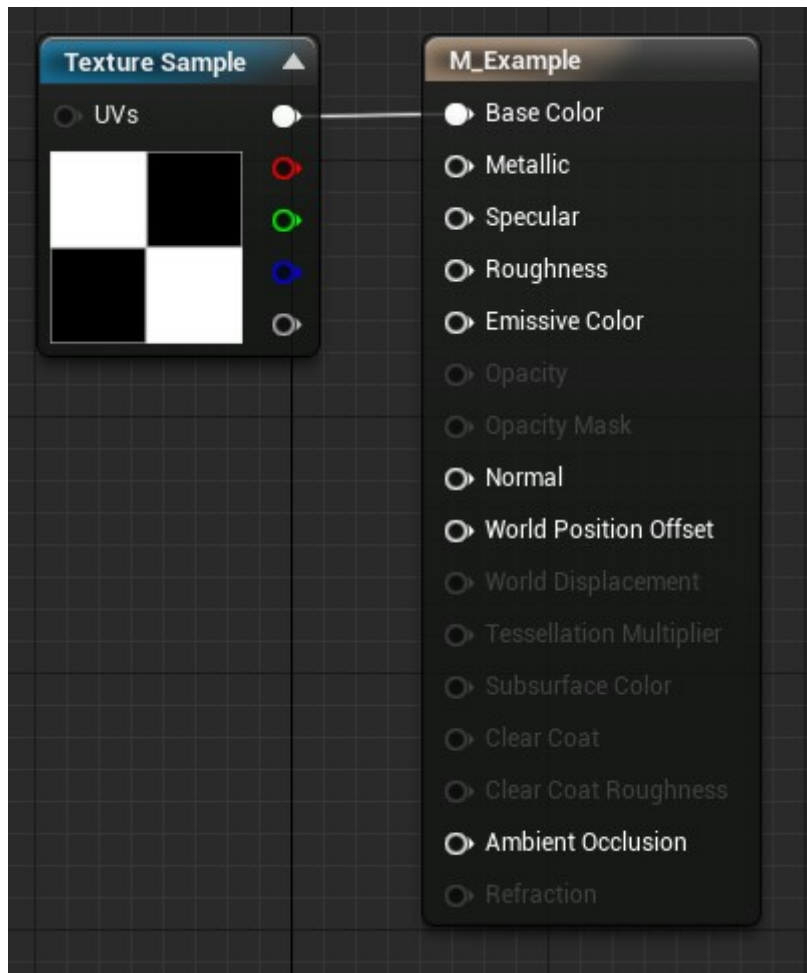 Texture Sample
UVs
M_Example
Base Color
Metallic
Specular
Roughness
Emissive Color
Opacity
Opacity Mask
Normal
World Position Offset
World Displacement
Tessellation Multiplier
Subsurface Color
Clear Coat
Clear Coat Roughness
Ambient Occlusion
Refraction